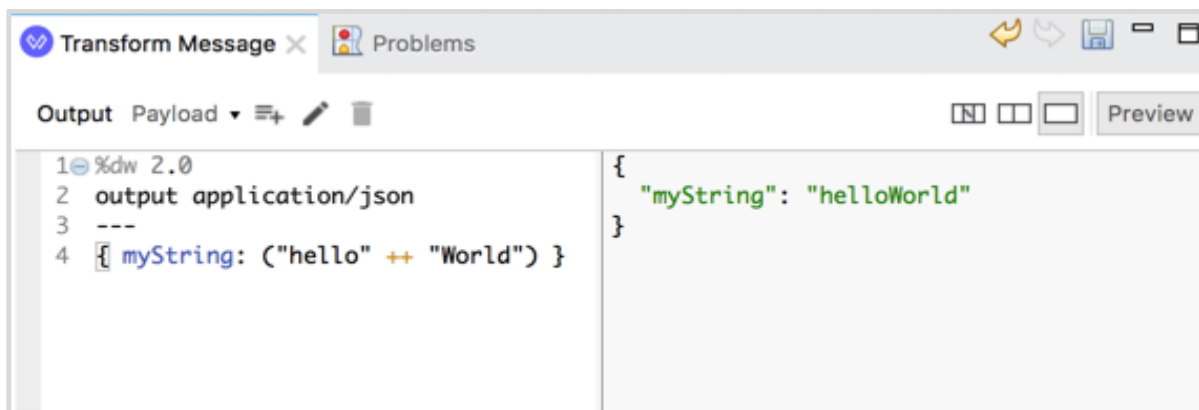 Transform Message Problems
Output Payload Preview
1 %dw 2.0
2 output application/json
3 ---
4 { myString: ("hello" ++ "World") }
{
"myString": "helloWorld"
}